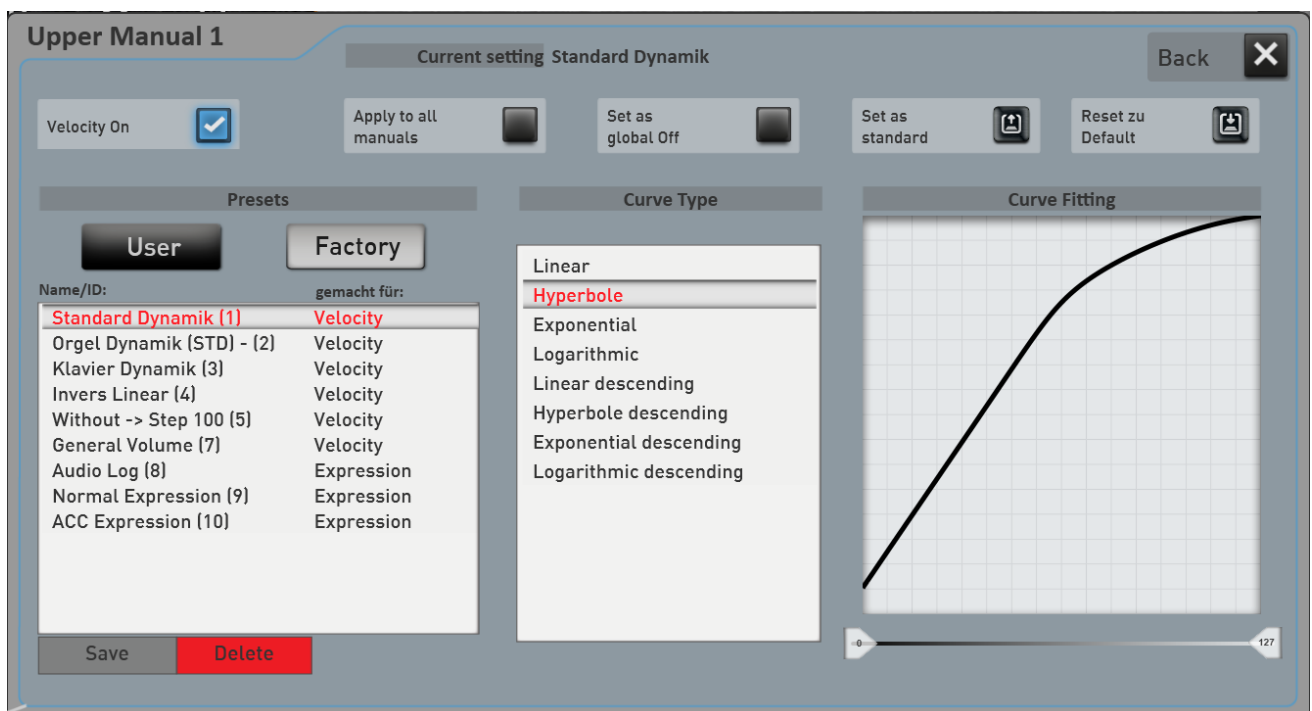 Upper Manual 1
Current setting Standard Dynamik
Back
Velocity On
Apply to all
manuals
Set as
global Off
Set as
standard
Reset zu
Default
Presets
User
Factory
Name/ID:
gemacht für:
Standard Dynamik (1) Velocity
Orgel Dynamik (STD) - (2) Velocity
Klavier Dynamik (3) Velocity
Invers Linear (4) Velocity
Without -> Step 100 (5) Velocity
General Volume (7) Velocity
Audio Log (8) Expression
Normal Expression (9) Expression
ACC Expression (10) Expression
Save
Delete
Curve Type
Linear
Hyperbole
Exponential
Logarithmic
Linear descending
Hyperbole descending
Exponential descending
Logarithmic descending
Curve Fitting
0
127